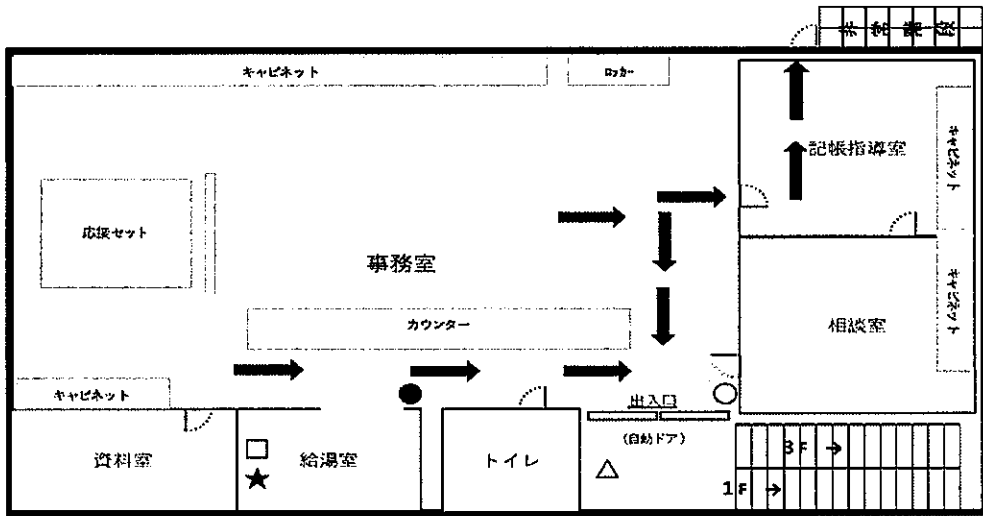 非常階段
キャビネット
ロッカー
記帳指導室
キャビネット
応接セット
事務室
カウンター
相談室
キャビネット
キャビネット
出入口
(自動ドア)
資料室
給湯室
トイレ
3F →
1F →